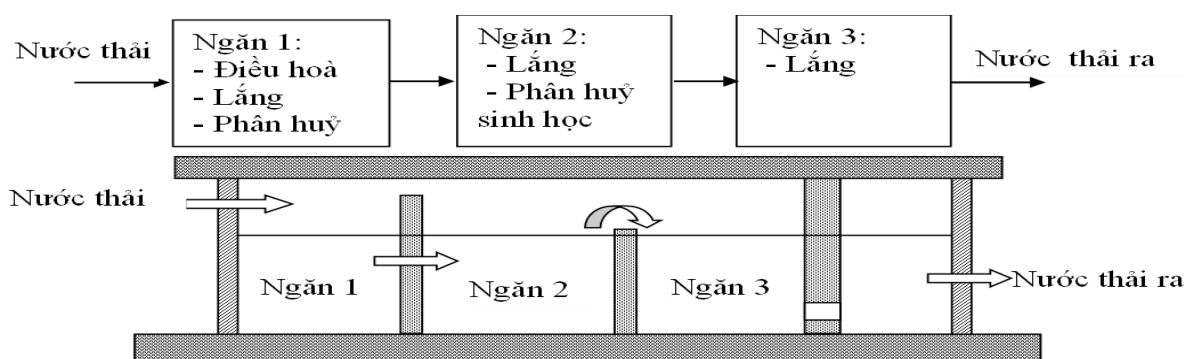 Nước thải
Ngăn 1:
- Điều hoà
- Lắng
- Phân huỷ
Ngăn 2:
- Lắng
- Phân huỷ
sinh học
Ngăn 3:
- Lắng
Nước thải ra
Nước thải
Ngăn 1
Ngăn 2
Ngăn 3
Nước thải ra